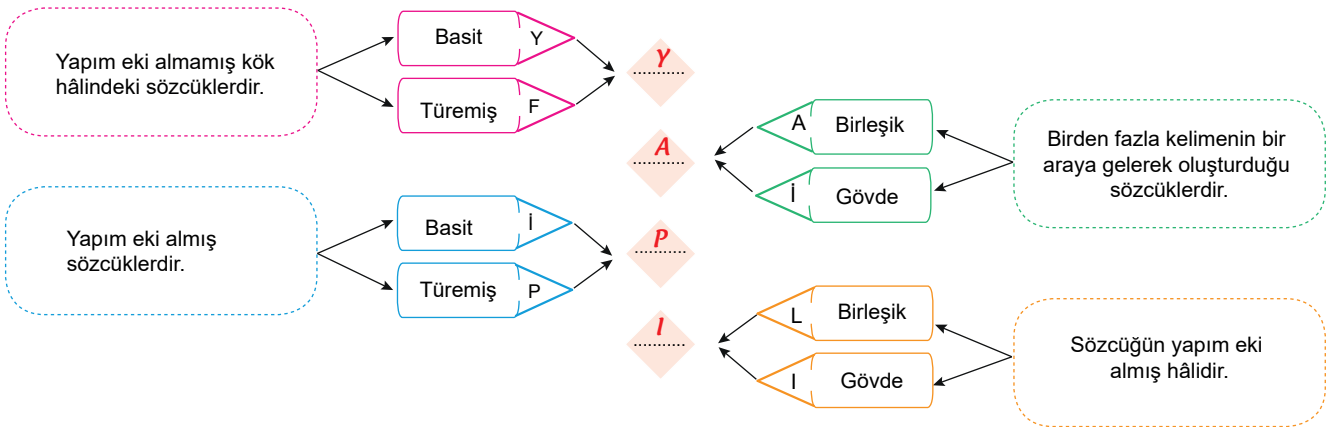 Yapım eki almamış kök
hâlindeki sözcüklerdir.
Basit Y
Türemiş F
Y
A Birleşik
İ Gövde
Birden fazla kelimenin bir
araya gelerek oluşturduğu
sözcüklerdir.
A
Yapım eki almış
sözcüklerdir.
Basit İ
Türemiş P
P
L Birleşik
I Gövde
Sözcüğün yapım eki
almış hâlidir.
I